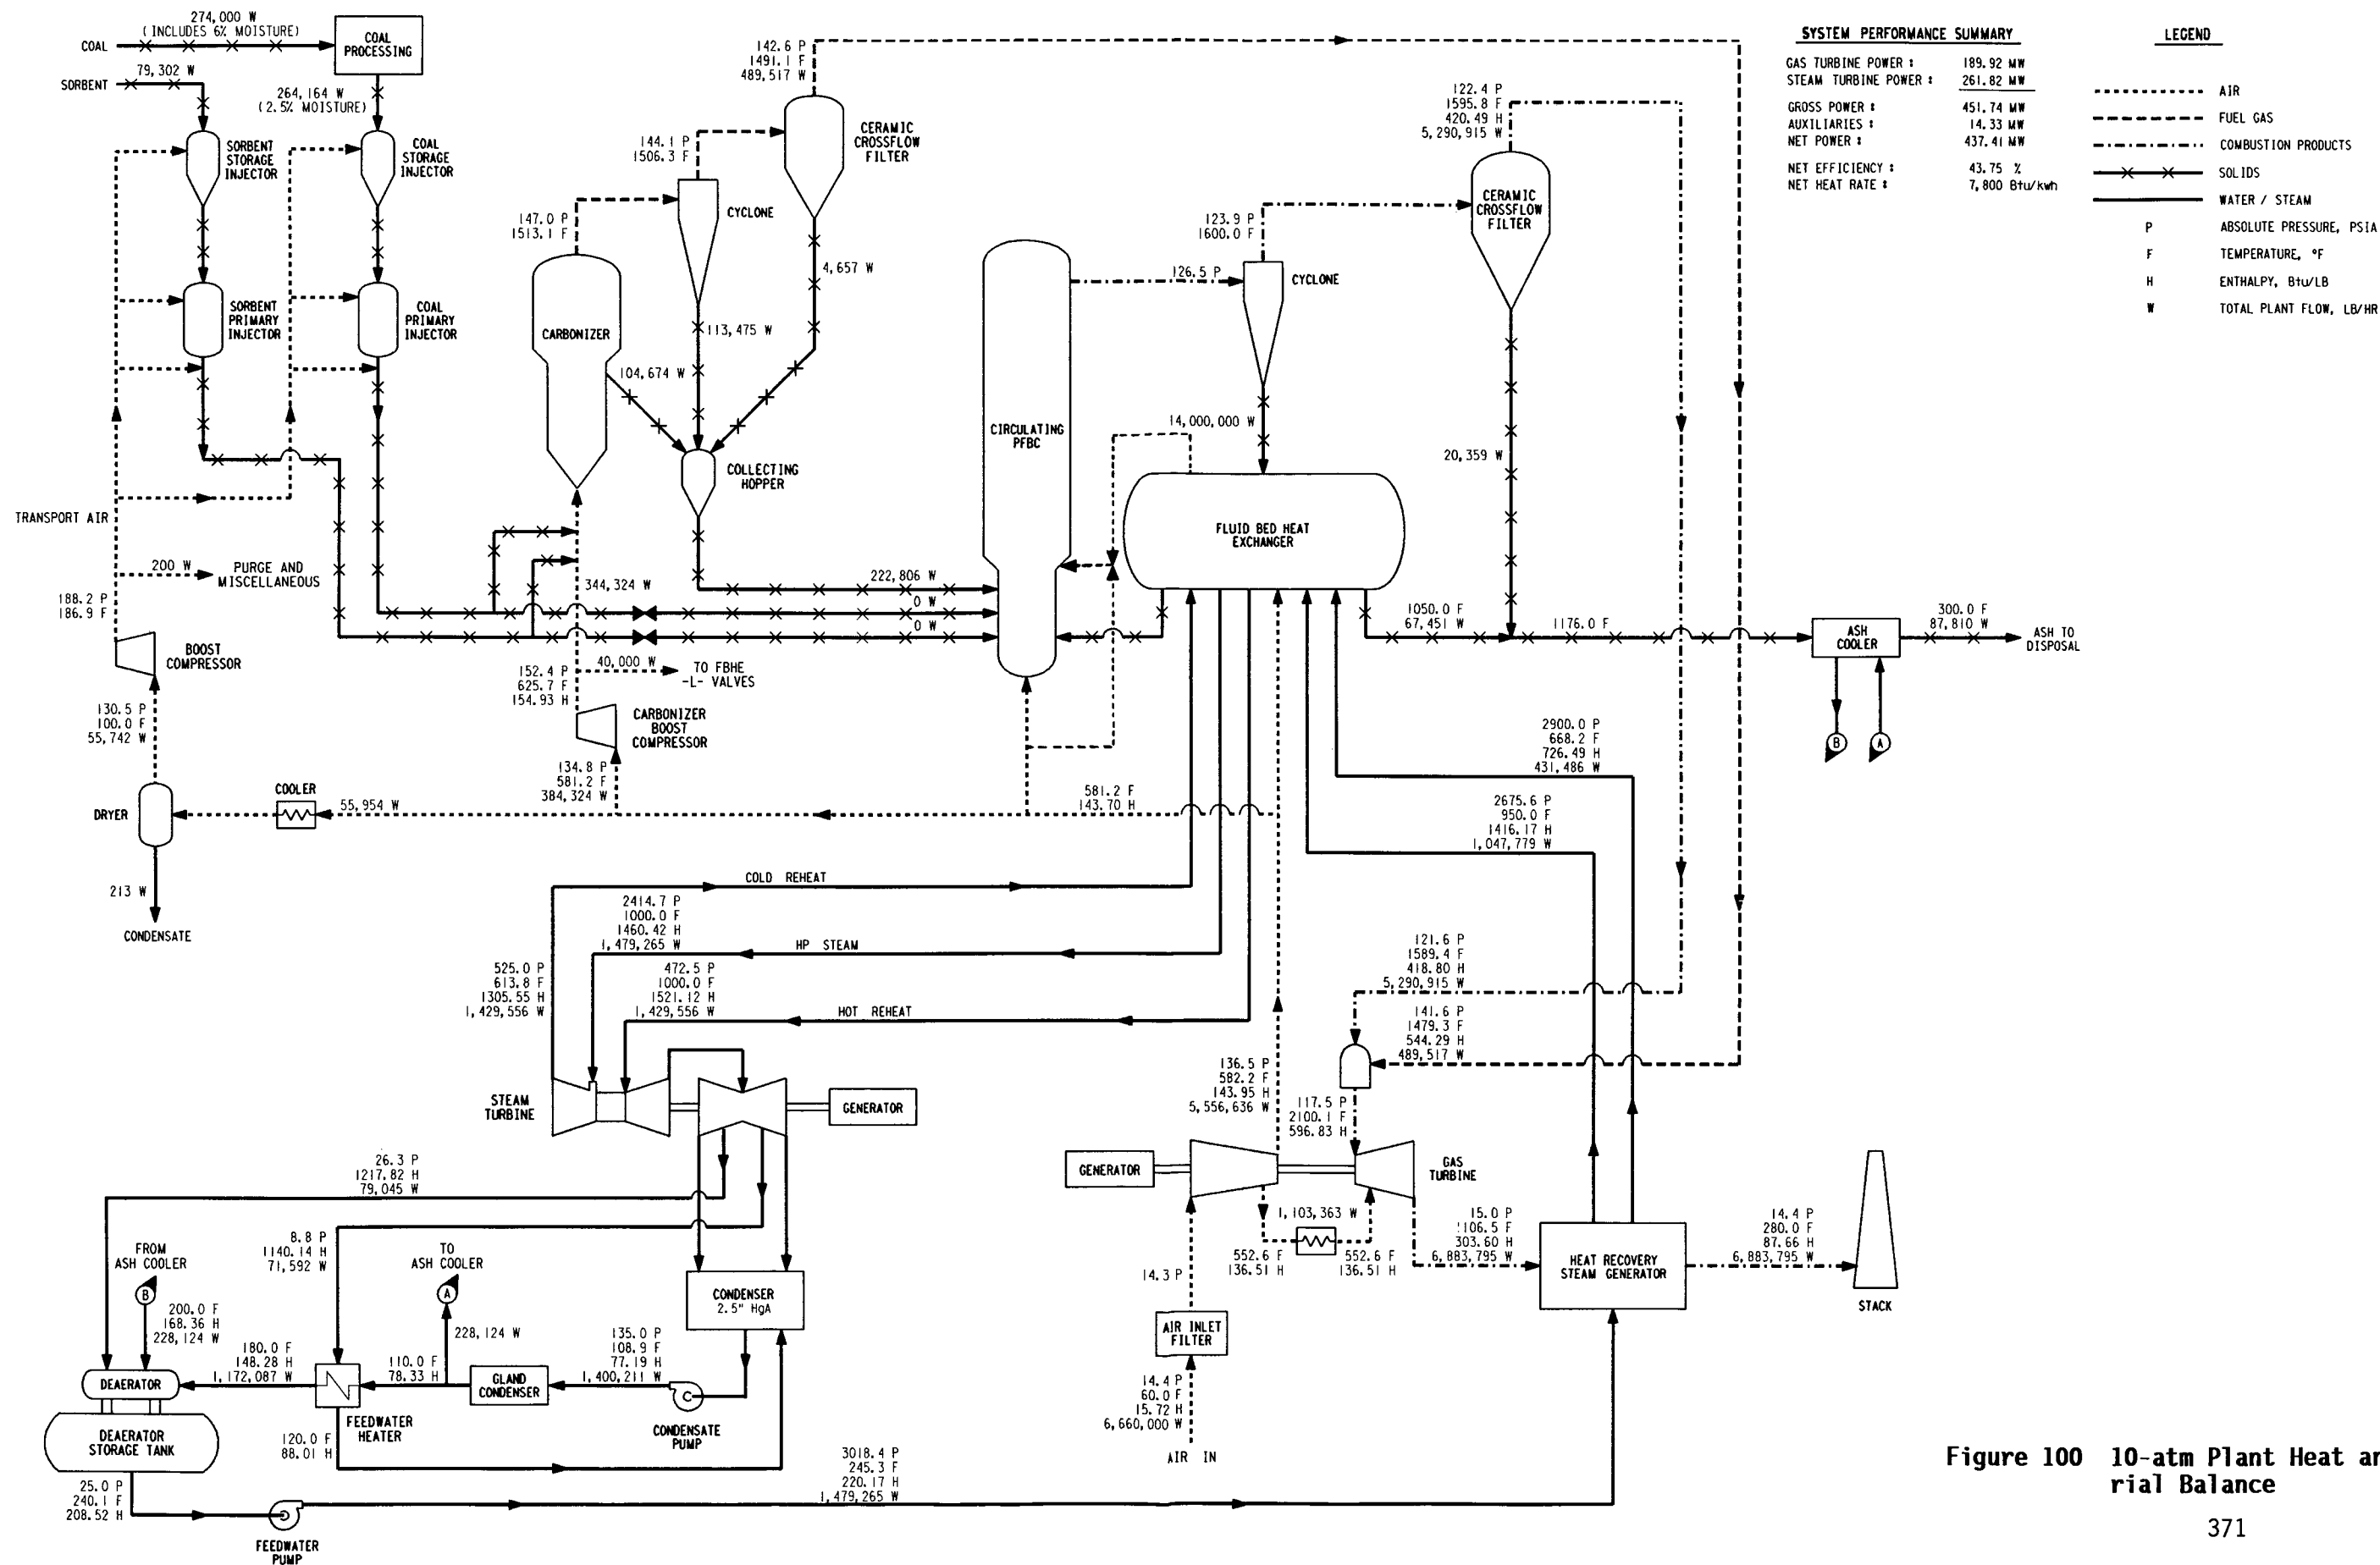 274,000 W
(INCLUDES 6% MOISTURE)
COAL
COAL
PROCESSING
79,302 W
SORBENT
264,164 W
(2.5% MOISTURE)
SORBENT
STORAGE
INJECTOR
COAL
STORAGE
INJECTOR
SORBENT
PRIMARY
INJECTOR
COAL
PRIMARY
INJECTOR
TRANSPORT AIR
200 W
PURGE AND
MISCELLANEOUS
188.2 P
186.9 F
BOOST
COMPRESSOR
130.5 P
100.0 F
55,742 W
DRYER
COOLER
55,954 W
213 W
CONDENSATE
142.6 P
1491.1 F
489,517 W
CERAMIC
CROSSFLOW
FILTER
144.1 P
1506.3 F
CYCLONE
147.0 P
1513.1 F
4,657 W
CARBONIZER
113,475 W
104,674 W
COLLECTING
HOPPER
344,324 W
222,806 W
0 W
0 W
40,000 W
TO FBHE
-L- VALVES
152.4 P
625.7 F
154.93 H
CARBONIZER
BOOST
COMPRESSOR
134.8 P
581.2 F
384,324 W
CIRCULATING
PFBC
126.5 P
123.9 P
1600.0 F
CYCLONE
122.4 P
1595.8 F
420.49 H
5,290,915 W
CERAMIC
CROSSFLOW
FILTER
14,000,000 W
20,359 W
FLUID BED HEAT
EXCHANGER
1050.0 F
67,451 W
1176.0 F
ASH
COOLER
300.0 F
87,810 W
ASH TO
DISPOSAL
B
A
581.2 F
143.70 H
2900.0 P
668.2 F
726.49 H
431,486 W
2675.6 P
950.0 F
1416.17 H
1,047,779 W
COLD REHEAT
2414.7 P
1000.0 F
1460.42 H
1,479,265 W
HP STEAM
525.0 P
613.8 F
1305.55 H
1,429,556 W
472.5 P
1000.0 F
1521.12 H
1,429,556 W
HOT REHEAT
STEAM
TURBINE
GENERATOR
121.6 P
1589.4 F
418.80 H
5,290,915 W
141.6 P
1479.3 F
544.29 H
489,517 W
136.5 P
582.2 F
143.95 H
5,556,636 W
117.5 P
2100.1 F
596.83 H
GENERATOR
GAS
TURBINE
1,103,363 W
552.6 F
136.51 H
552.6 F
136.51 H
15.0 P
1106.5 F
303.60 H
6,883,795 W
HEAT RECOVERY
STEAM GENERATOR
14.4 P
280.0 F
87.66 H
6,883,795 W
STACK
14.3 P
AIR INLET
FILTER
14.4 P
60.0 F
15.72 H
6,660,000 W
AIR IN
26.3 P
1217.82 H
79,045 W
8.8 P
1140.14 H
71,592 W
FROM
ASH COOLER
B
200.0 F
168.36 H
228,124 W
TO
ASH COOLER
A
228,124 W
CONDENSER
2.5" HgA
135.0 P
108.9 F
77.19 H
1,400,211 W
180.0 F
148.28 H
1,172,087 W
110.0 F
78.33 H
GLAND
CONDENSER
C
CONDENSATE
PUMP
DEAERATOR
DEAERATOR
STORAGE TANK
FEEDWATER
HEATER
120.0 F
88.01 H
25.0 P
240.1 F
208.52 H
FEEDWATER
PUMP
3018.4 P
245.3 F
220.17 H
1,479,265 W
SYSTEM PERFORMANCE SUMMARY
GAS TURBINE POWER : 189.92 MW
STEAM TURBINE POWER : 261.82 MW
GROSS POWER : 451.74 MW
AUXILIARIES : 14.33 MW
NET POWER : 437.41 MW
NET EFFICIENCY : 43.75 %
NET HEAT RATE : 7,800 Btu/kwh
LEGEND
AIR
FUEL GAS
COMBUSTION PRODUCTS
SOLIDS
WATER / STEAM
P ABSOLUTE PRESSURE, PSIA
F TEMPERATURE, °F
H ENTHALPY, Btu/LB
W TOTAL PLANT FLOW, LB/HR
Figure 100 10-atm Plant Heat an
rial Balance
371